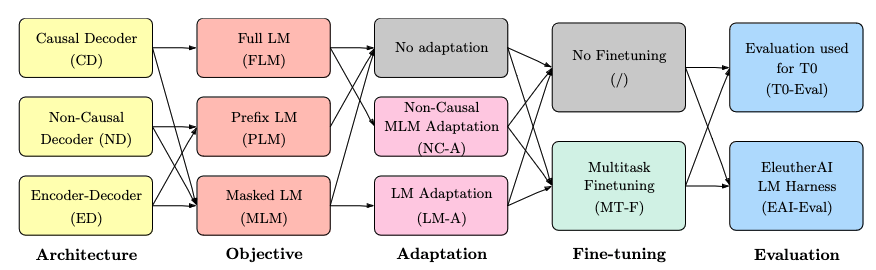 Causal Decoder
(CD)
Non-Causal
Decoder (ND)
Encoder-Decoder
(ED)
Architecture
Full LM
(FLM)
Prefix LM
(PLM)
Masked LM
(MLM)
Objective
No adaptation
Non-Causal
MLM Adaptation
(NC-A)
LM Adaptation
(LM-A)
Adaptation
No Finetuning
(/)
Multitask
Finetuning
(MT-F)
Fine-tuning
Evaluation used
for T0
(T0-Eval)
EleutherAI
LM Harness
(EAI-Eval)
Evaluation